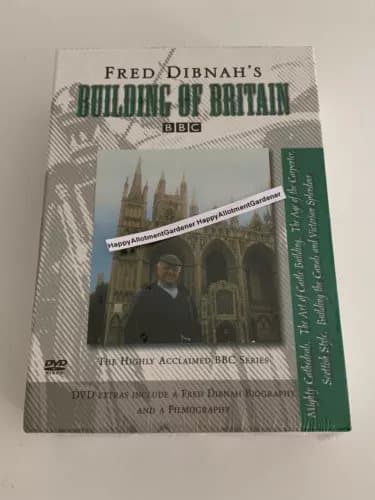 FRED DIBNAH'S
BUILDING OF BRITAIN
BBC
HappyAllotmentGardener HappyAllotmentGardener
THE HIGHLY ACCLAIMED BBC SERIES
DVD
DVD EXTRAS INCLUDE A FRED DIBNAH BIOGRAPHY
AND A FILMOGRAPHY
Mighty Cathedrals, The Art of Castle Building, The Age of the Carpenter,
Scottish Style, Building the Canals and Victorian Splendour